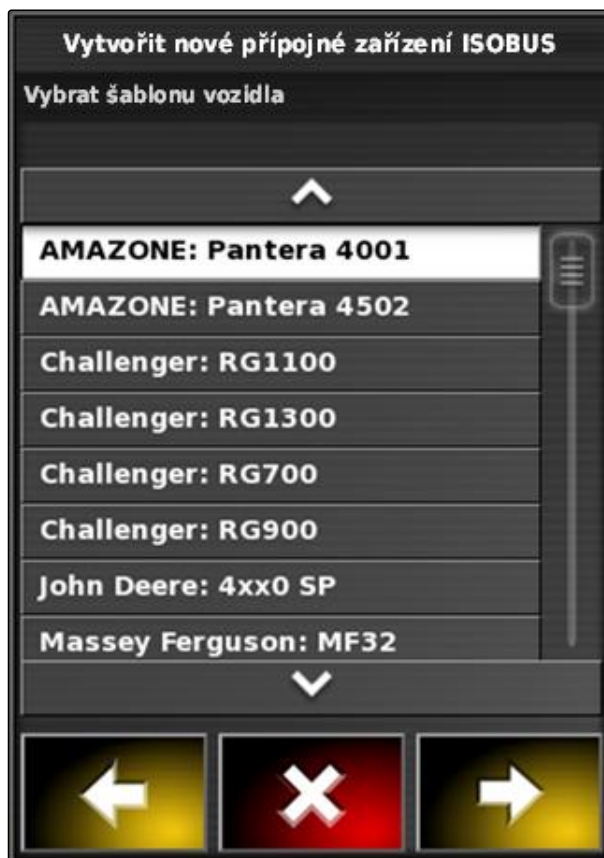 Vytvořit nové přípojné zařízení ISOBUS
Vybrat šablonu vozidla
AMAZONE: Pantera 4001
AMAZONE: Pantera 4502
Challenger: RG1100
Challenger: RG1300
Challenger: RG700
Challenger: RG900
John Deere: 4xx0 SP
Massey Ferguson: MF32